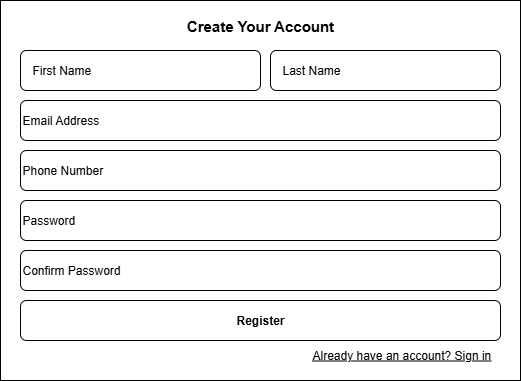 Create Your Account
First Name
Last Name
Email Address
Phone Number
Password
Confirm Password
Register
Already have an account? Sign in